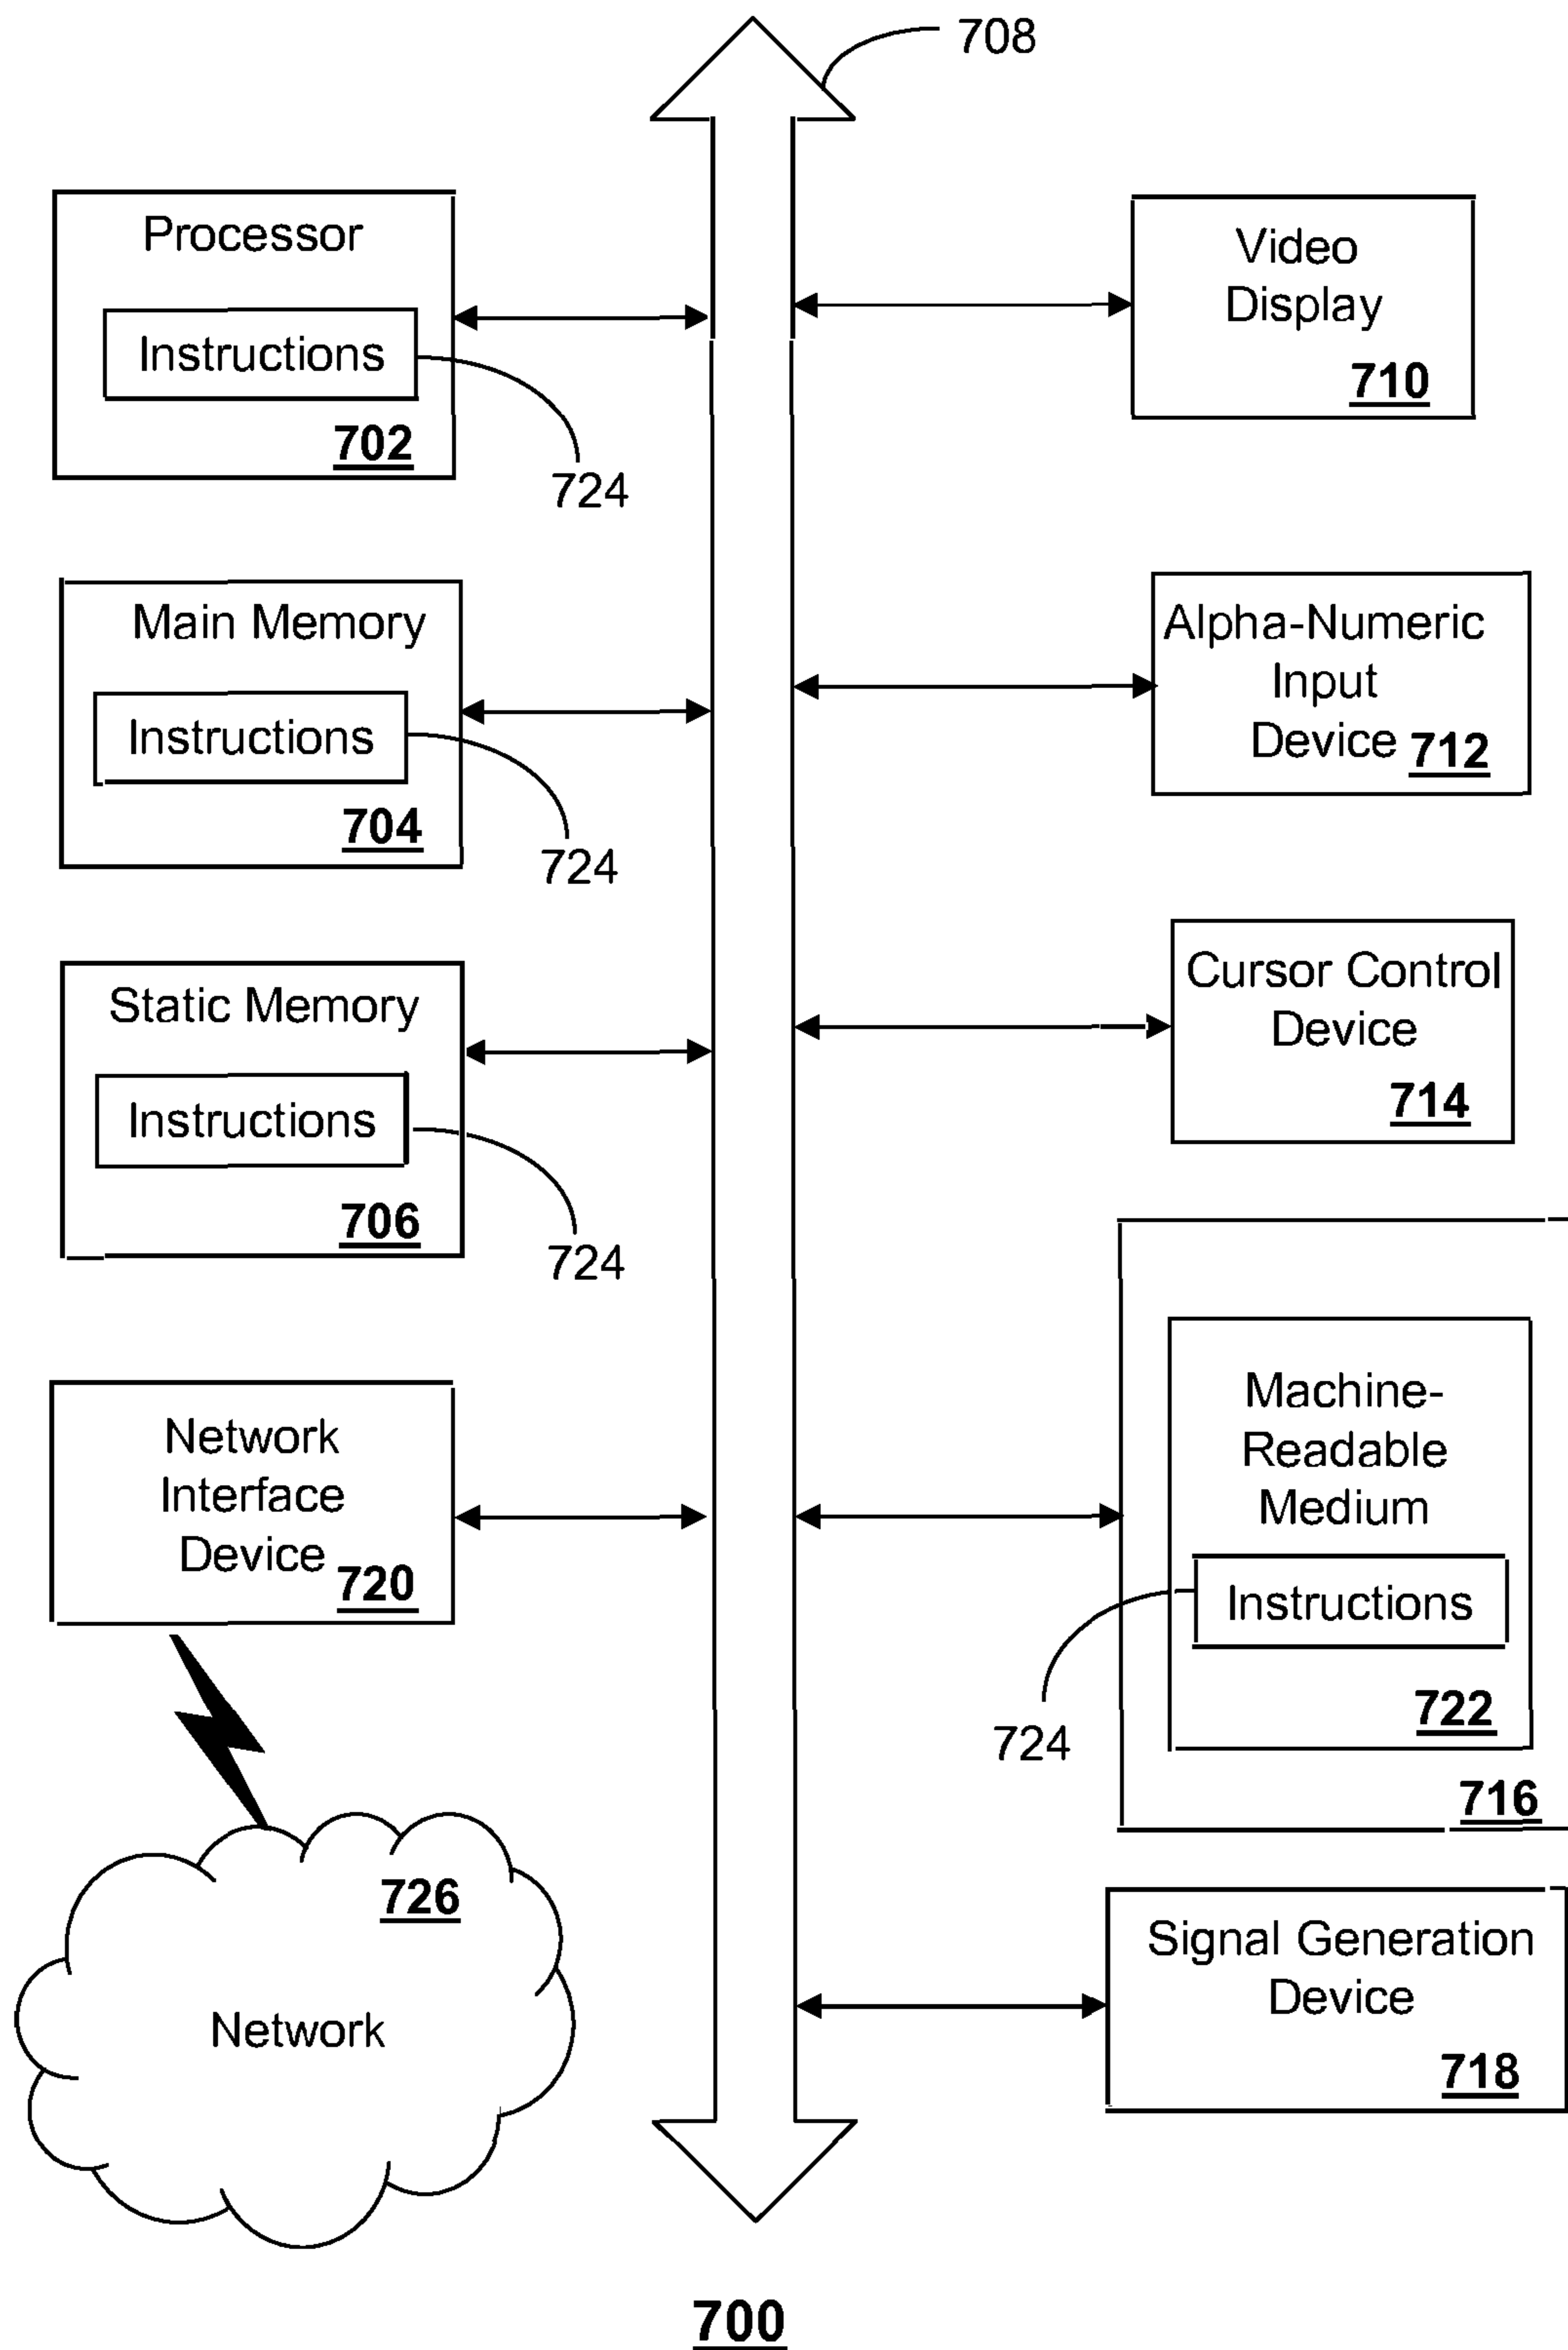 708
Processor
Instructions
702
724
Main Memory
Instructions
704
724
Static Memory
Instructions
706
724
Network
Interface
Device 720
726
Network
Video
Display
710
Alpha-Numeric
Input
Device 712
Cursor Control
Device
714
Machine-
Readable
Medium
Instructions
722
724
716
Signal Generation
Device
718
700